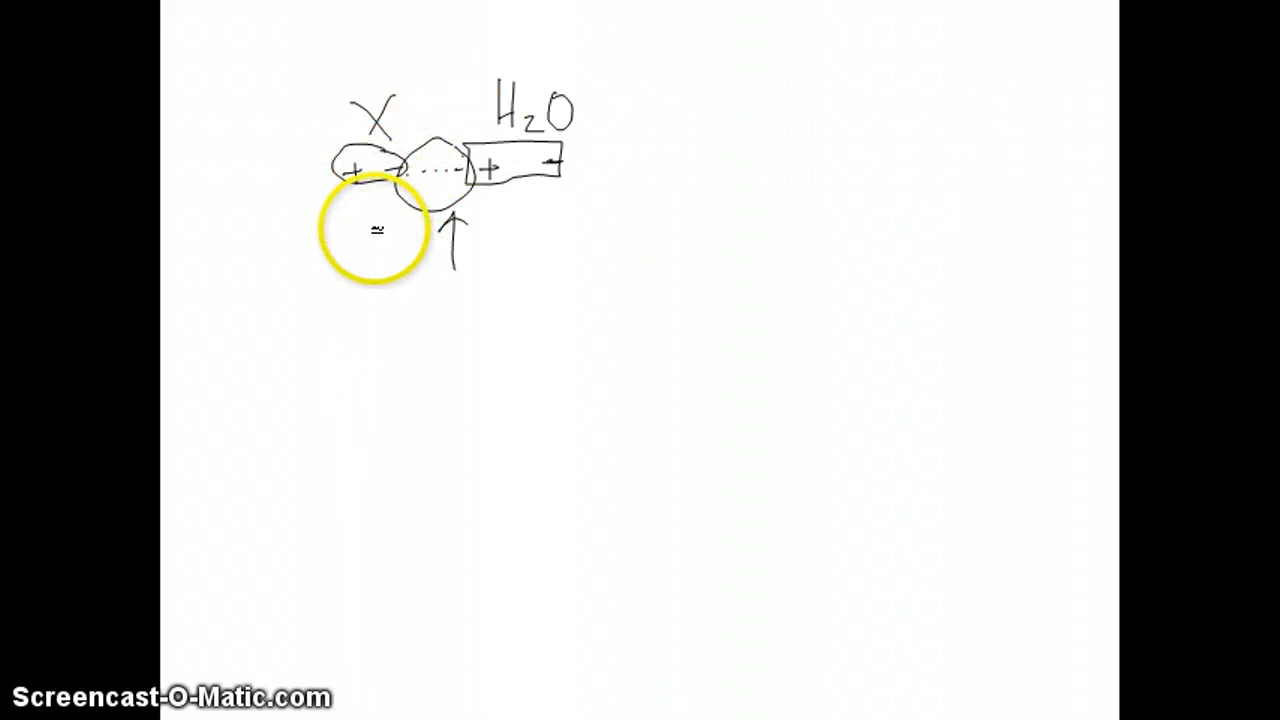 X H₂O
+ - + -
Screencast-O-Matic.com